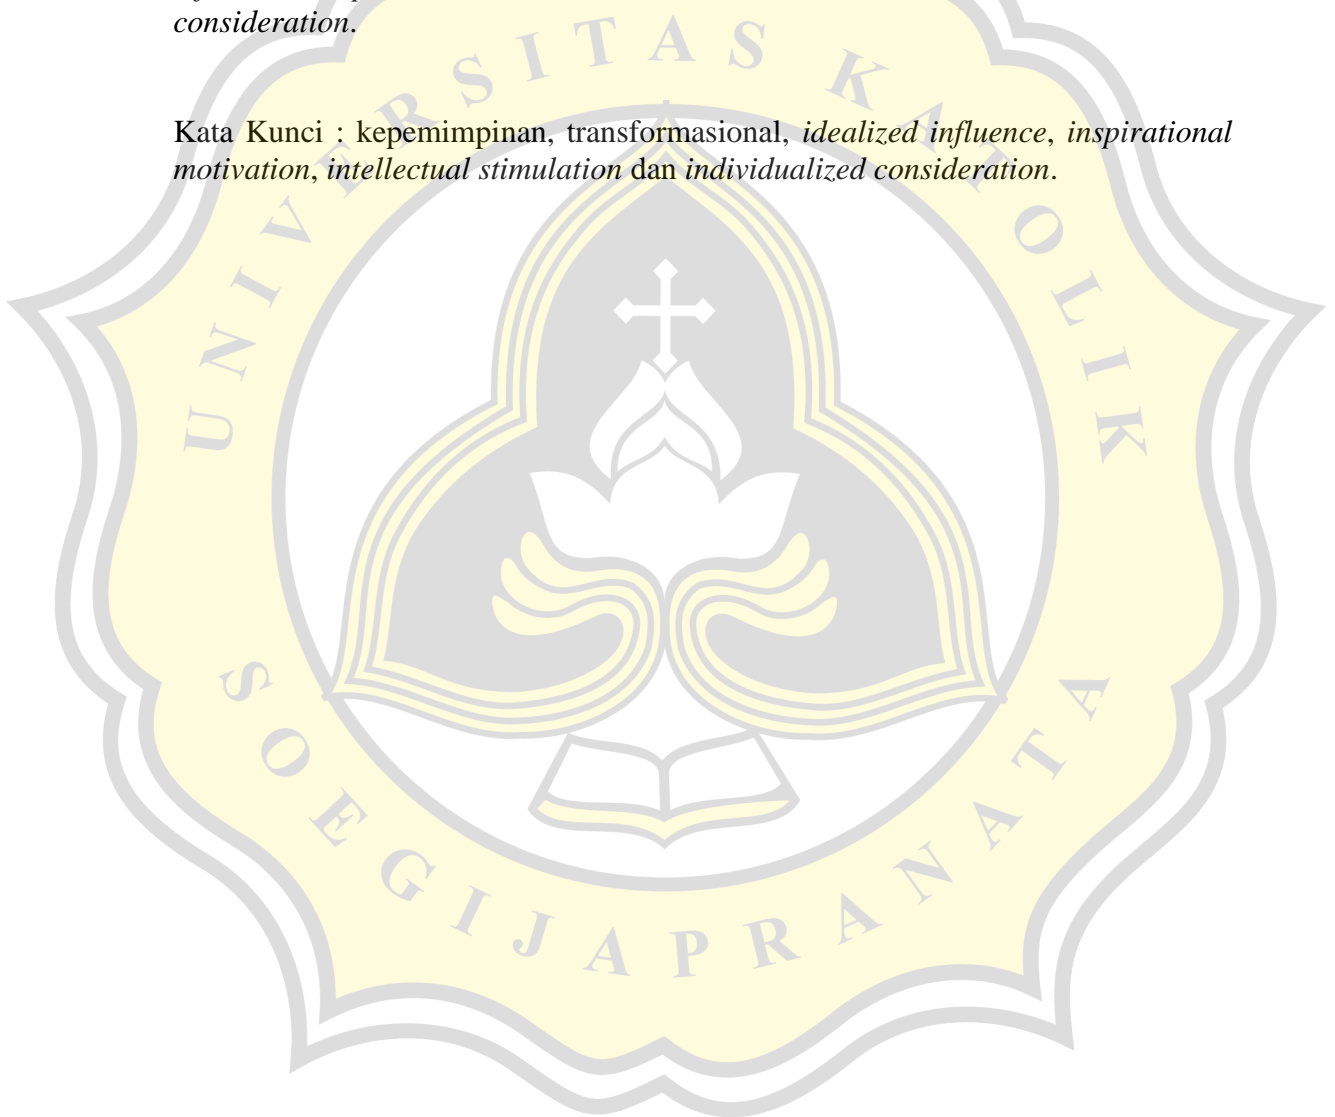 consideration.
Kata Kunci : kepemimpinan, transformasional, idealized influence, inspirational
motivation, intellectual stimulation dan individualized consideration.
UNIVERSITAS KATOLIK
SOEGIJAPRANATA